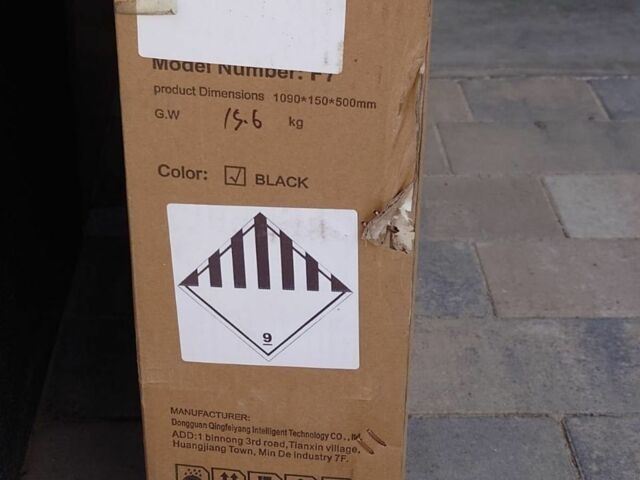 Model Number: F7
product Dimensions 1090*150*500mm
G.W 15.6 kg
Color: ☑ BLACK
9
MANUFACTURER:
Dongguan Qingfeiyang Intelligent Technology CO.,
ADD:1 binnong 3rd road, Tianxin village,
Huangjiang Town, Min De industry 7F.